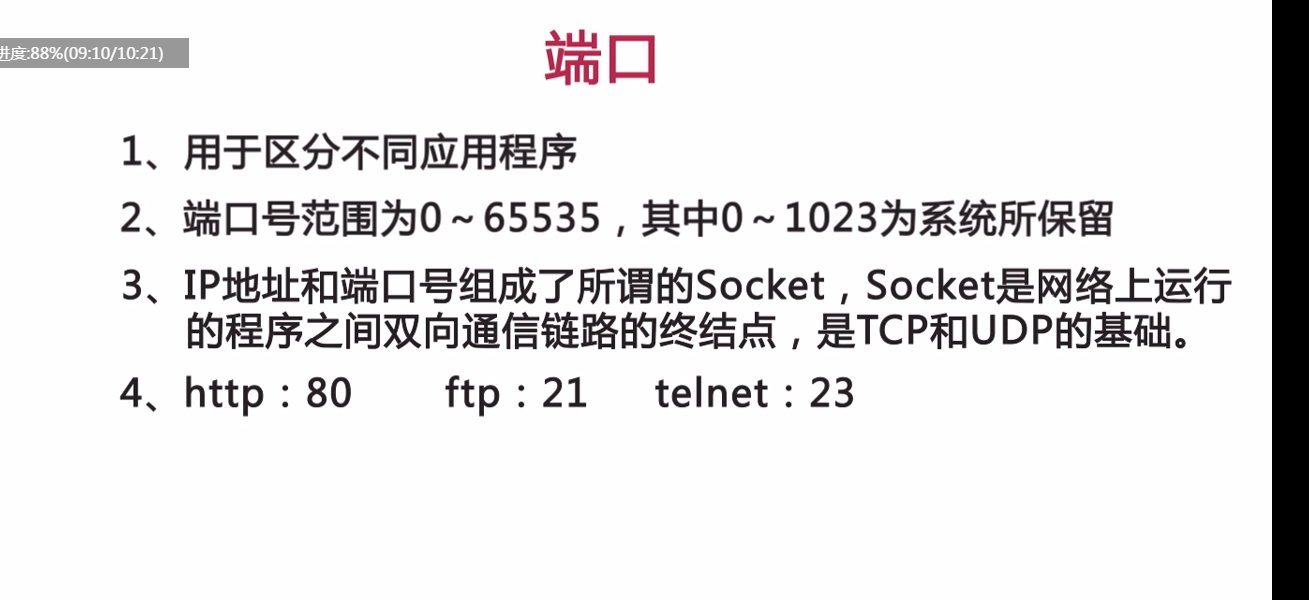 进度:88%(09:10/10:21)
端口
1、用于区分不同应用程序
2、端口号范围为0～65535，其中0～1023为系统所保留
3、IP地址和端口号组成了所谓的Socket，Socket是网络上运行
的程序之间双向通信链路的终结点，是TCP和UDP的基础。
4、http：80 ftp：21 telnet：23